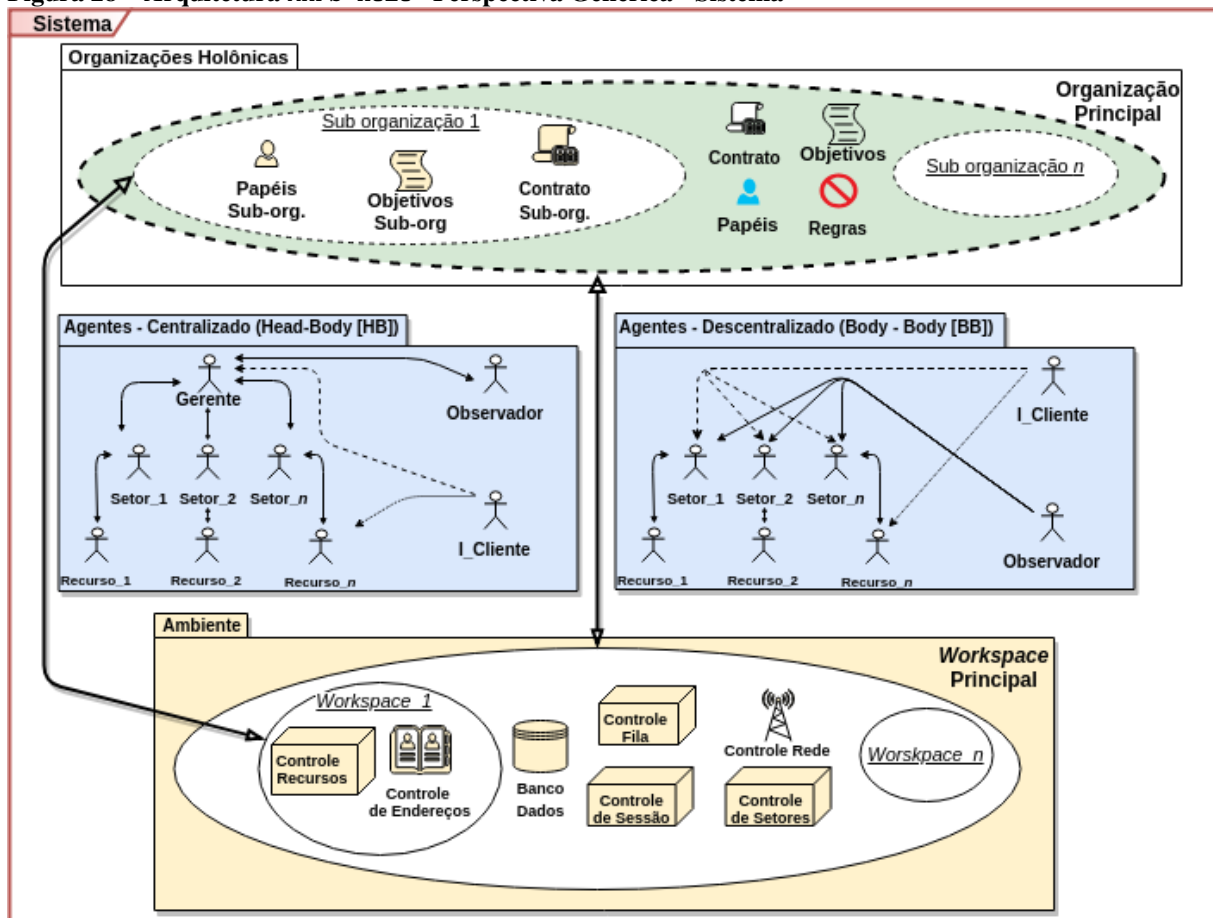 Sistema
Organizações Holônicas
Organização
Principal
Sub organização 1
Papéis
Sub-org.
Objetivos
Sub-org
Contrato
Sub-org.
Contrato
Objetivos
Papéis
Regras
Sub organização n
Agentes - Centralizado (Head-Body [HB])
Gerente
Observador
Setor_1
Setor_2
Setor_n
I_Cliente
Recurso_1
Recurso_2
Recurso_n
Agentes - Descentralizado (Body - Body [BB])
I_Cliente
Setor_1
Setor_2
Setor_n
Observador
Recurso_1
Recurso_2
Recurso_n
Ambiente
Workspace
Principal
Workspace_1
Controle
Recursos
Controle
de Endereços
Banco
Dados
Controle
Fila
Controle Rede
Controle
de Sessão
Controle
de Setores
Worskpace_n